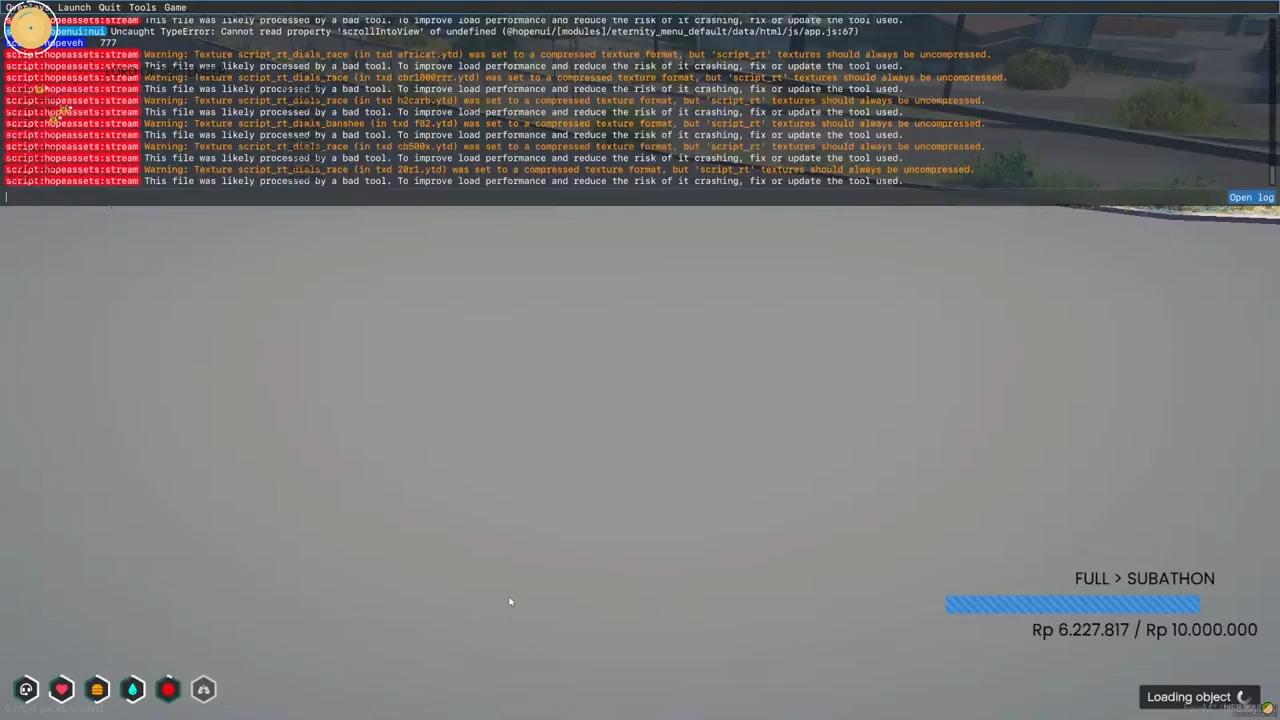 Overlays Launch Quit Tools Game
script:hopeassets:stream This file was likely processed by a bad tool. To improve load performance and reduce the risk of it crashing, fix or update the tool used.
hopenui:nui Uncaught TypeError: Cannot read property 'scrollIntoView' of undefined (@hopenui/[modules]/eternity_menu_default/data/html/js/app.js:67)
script:hopeveh 777
script:hopeassets:stream Warning: Texture script_rt_dials_race (in txd africat.ytd) was set to a compressed texture format, but 'script_rt' textures should always be uncompressed.
script:hopeassets:stream This file was likely processed by a bad tool. To improve load performance and reduce the risk of it crashing, fix or update the tool used.
script:hopeassets:stream Warning: Texture script_rt_dials_race (in txd cbr1000rrr.ytd) was set to a compressed texture format, but 'script_rt' textures should always be uncompressed.
script:hopeassets:stream This file was likely processed by a bad tool. To improve load performance and reduce the risk of it crashing, fix or update the tool used.
script:hopeassets:stream Warning: Texture script_rt_dials_race (in txd h2carb.ytd) was set to a compressed texture format, but 'script_rt' textures should always be uncompressed.
script:hopeassets:stream This file was likely processed by a bad tool. To improve load performance and reduce the risk of it crashing, fix or update the tool used.
script:hopeassets:stream Warning: Texture script_rt_dials_banshee (in txd f82.ytd) was set to a compressed texture format, but 'script_rt' textures should always be uncompressed.
script:hopeassets:stream This file was likely processed by a bad tool. To improve load performance and reduce the risk of it crashing, fix or update the tool used.
script:hopeassets:stream Warning: Texture script_rt_dials_race (in txd cb500x.ytd) was set to a compressed texture format, but 'script_rt' textures should always be uncompressed.
script:hopeassets:stream This file was likely processed by a bad tool. To improve load performance and reduce the risk of it crashing, fix or update the tool used.
script:hopeassets:stream Warning: Texture script_rt_dials_race (in txd 20r1.ytd) was set to a compressed texture format, but 'script_rt' textures should always be uncompressed.
script:hopeassets:stream This file was likely processed by a bad tool. To improve load performance and reduce the risk of it crashing, fix or update the tool used.
Open log
FULL > SUBATHON
Rp 6.227.817 / Rp 10.000.000
Loading object